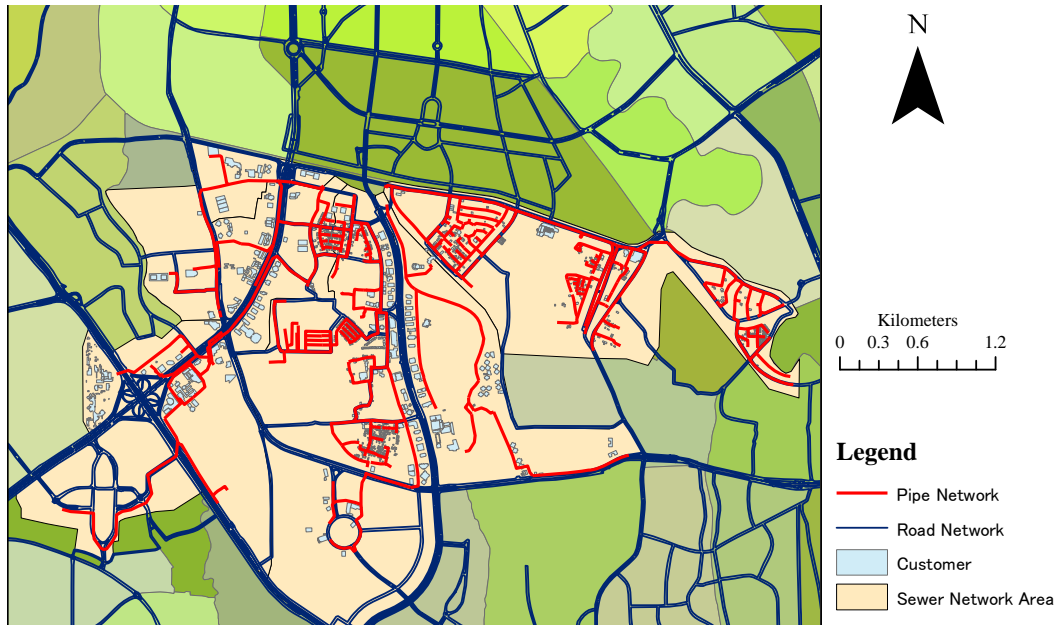 N
Kilometers
0 0.3 0.6 1.2
Legend
Pipe Network
Road Network
Customer
Sewer Network Area